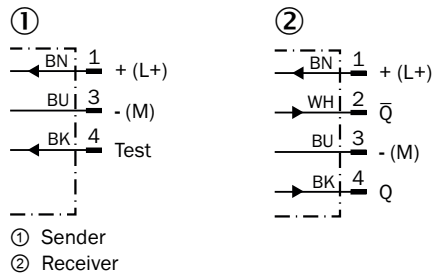 ① ②
BN 1 + (L+)
BU 3 - (M)
BK 4 Test
BN 1 + (L+)
WH 2 Q̅
BU 3 - (M)
BK 4 Q
① Sender
② Receiver